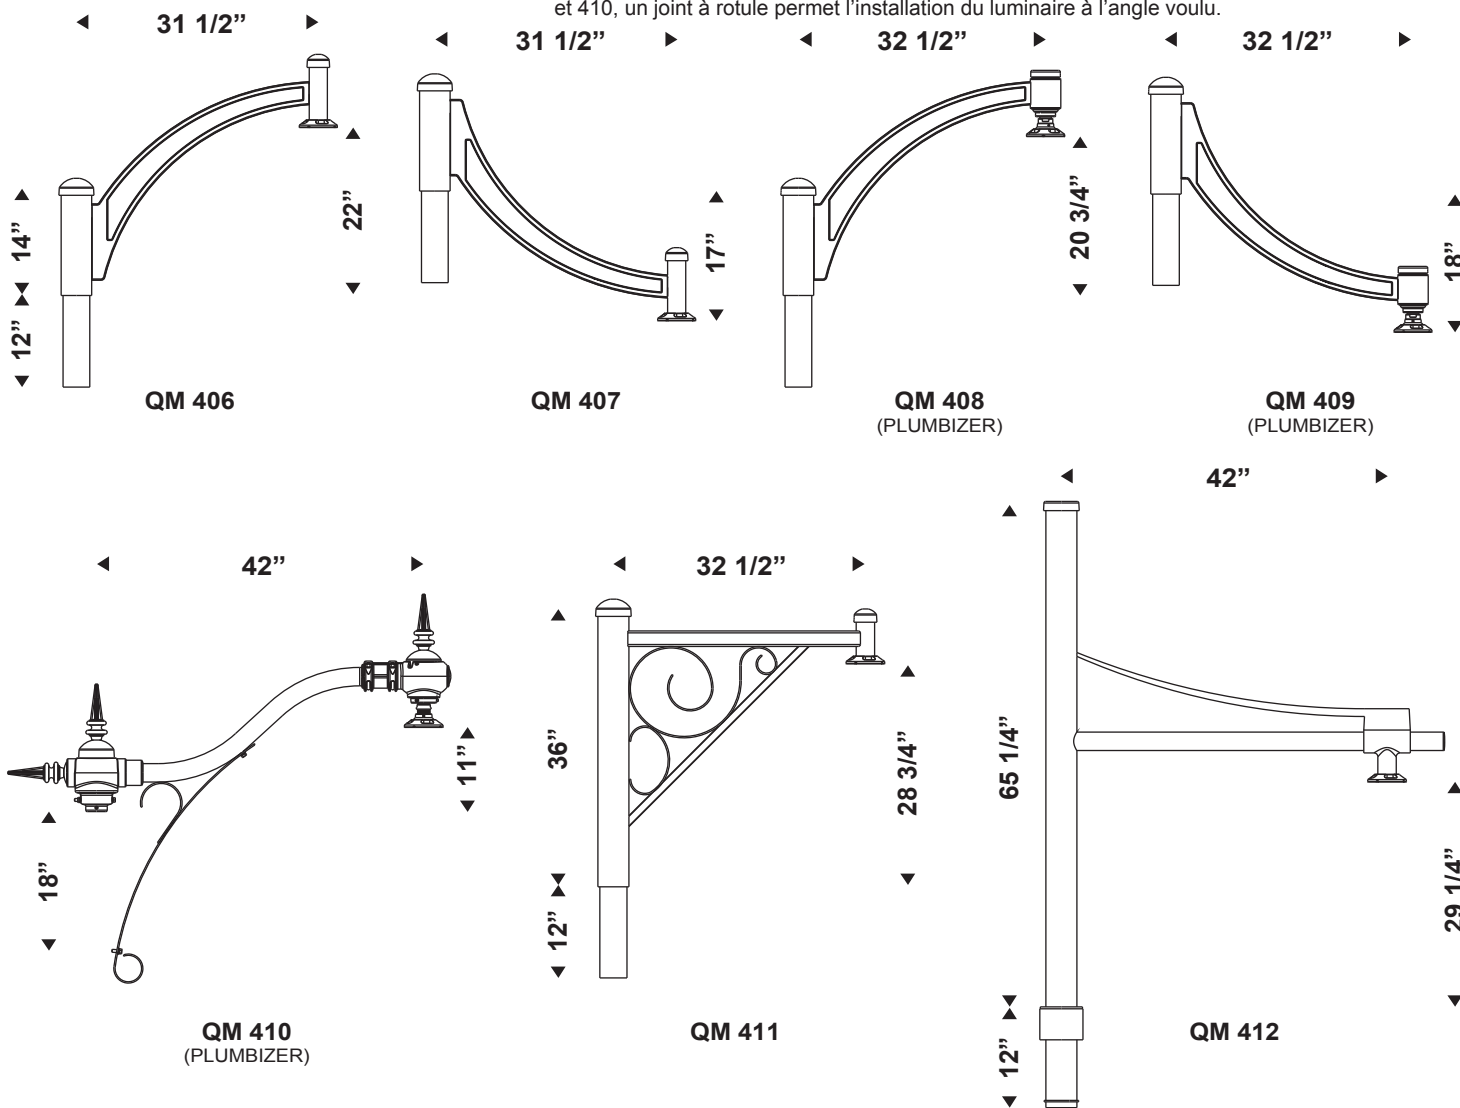 et 410, un joint à rotule permet l’installation du luminaire à l’angle voulu.
31 1/2”
31 1/2”
32 1/2”
32 1/2”
14”
12”
22”
17”
20 3/4”
18”
QM 406
QM 407
QM 408
(PLUMBIZER)
QM 409
(PLUMBIZER)
42”
32 1/2”
42”
18”
11”
36”
12”
28 3/4”
65 1/4”
12”
29 1/4”
QM 410
(PLUMBIZER)
QM 411
QM 412